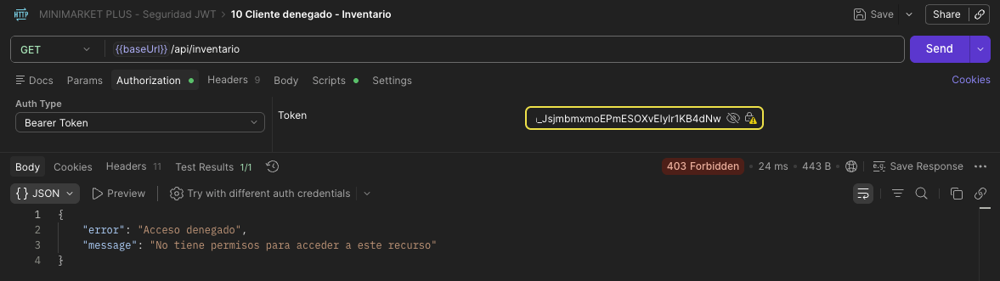 HTTP MINIMARKET PLUS - Seguridad JWT > 10 Cliente denegado - Inventario Save Share
GET {{baseUrl}} /api/inventario Send
Docs Params Authorization Headers 9 Body Scripts Settings Cookies
Auth Type
Bearer Token
Token
_JsjmbmxmoEPmESOXvEIyIr1KB4dNw
Body Cookies Headers 11 Test Results 1/1 403 Forbidden • 24 ms • 443 B e.g. Save Response
{} JSON Preview Try with different auth credentials
1 {
2 "error": "Acceso denegado",
3 "message": "No tiene permisos para acceder a este recurso"
4 }